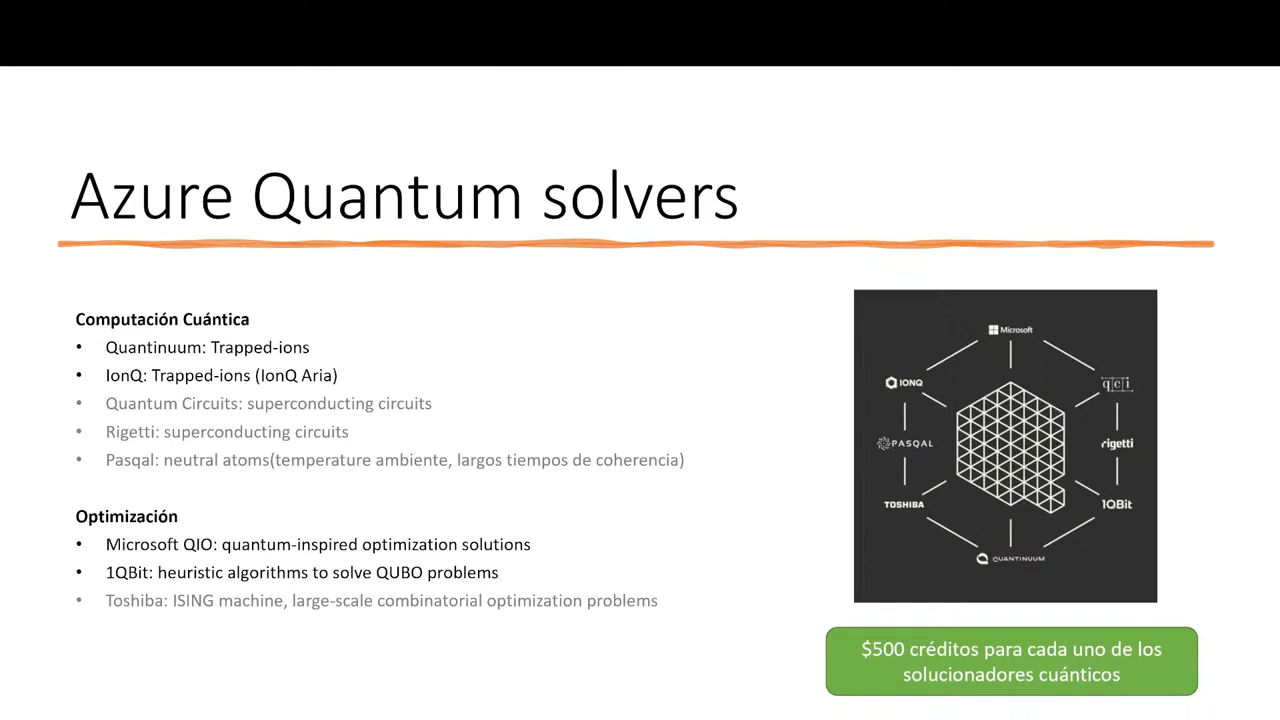 Azure Quantum solvers
Computación Cuántica
• Quantinuum: Trapped-ions
• IonQ: Trapped-ions (IonQ Aria)
• Quantum Circuits: superconducting circuits
• Rigetti: superconducting circuits
• Pasqal: neutral atoms(temperature ambiente, largos tiempos de coherencia)
Optimización
• Microsoft QIO: quantum-inspired optimization solutions
• 1QBit: heuristic algorithms to solve QUBO problems
• Toshiba: ISING machine, large-scale combinatorial optimization problems
Microsoft
IONQ
qci
PASQAL
rigetti
TOSHIBA
1QBit
QUANTINUUM
$500 créditos para cada uno de los
solucionadores cuánticos